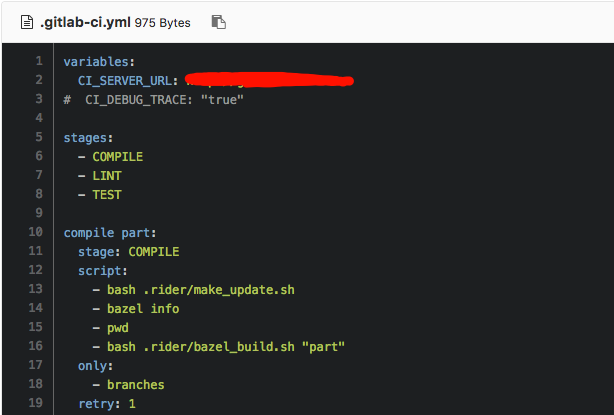 .gitlab-ci.yml 975 Bytes
1 variables:
2   CI_SERVER_URL:
3 #  CI_DEBUG_TRACE: "true"
4
5 stages:
6   - COMPILE
7   - LINT
8   - TEST
9
10 compile part:
11   stage: COMPILE
12   script:
13     - bash .rider/make_update.sh
14     - bazel info
15     - pwd
16     - bash .rider/bazel_build.sh "part"
17   only:
18     - branches
19   retry: 1